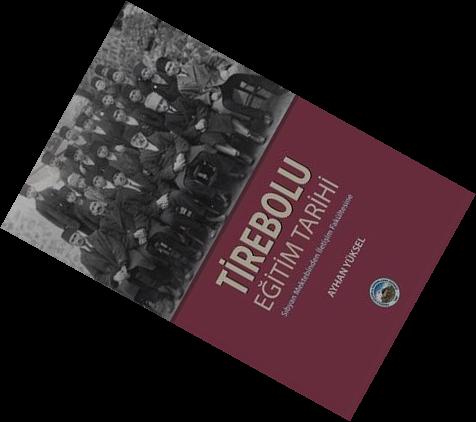 TİREBOLU
EĞİTİM TARİHİ
Sıbyan Mektebinden İletişim Fakültesine
AYHAN YÜKSEL